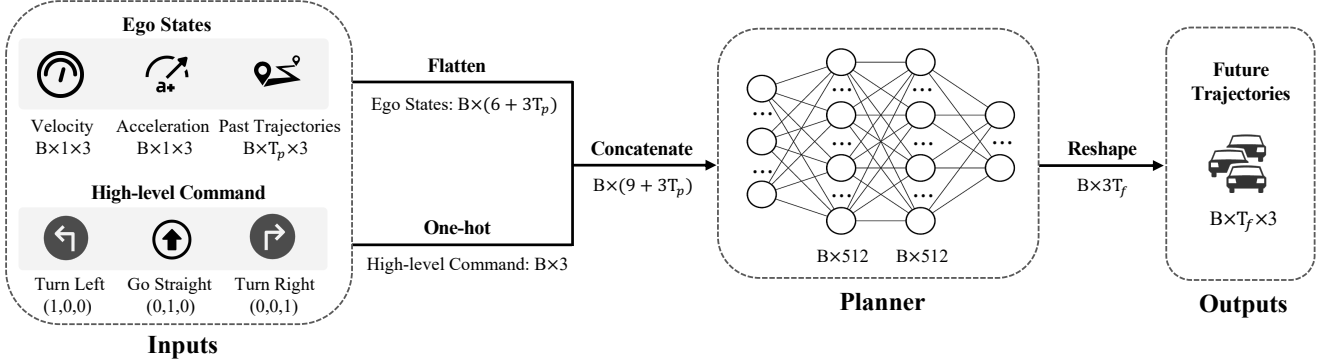 Ego States
a+
Velocity Acceleration Past Trajectories
B×1×3 B×1×3 B×T_p×3
High-level Command
Turn Left Go Straight Turn Right
(1,0,0) (0,1,0) (0,0,1)
Inputs
Flatten
Ego States: B×(6 + 3T_p)
One-hot
High-level Command: B×3
Concatenate
B×(9 + 3T_p)
... ...
... ...
... ... ...
... ...
B×512 B×512
Planner
Reshape
B×3T_f
Future
Trajectories
B×T_f×3
Outputs